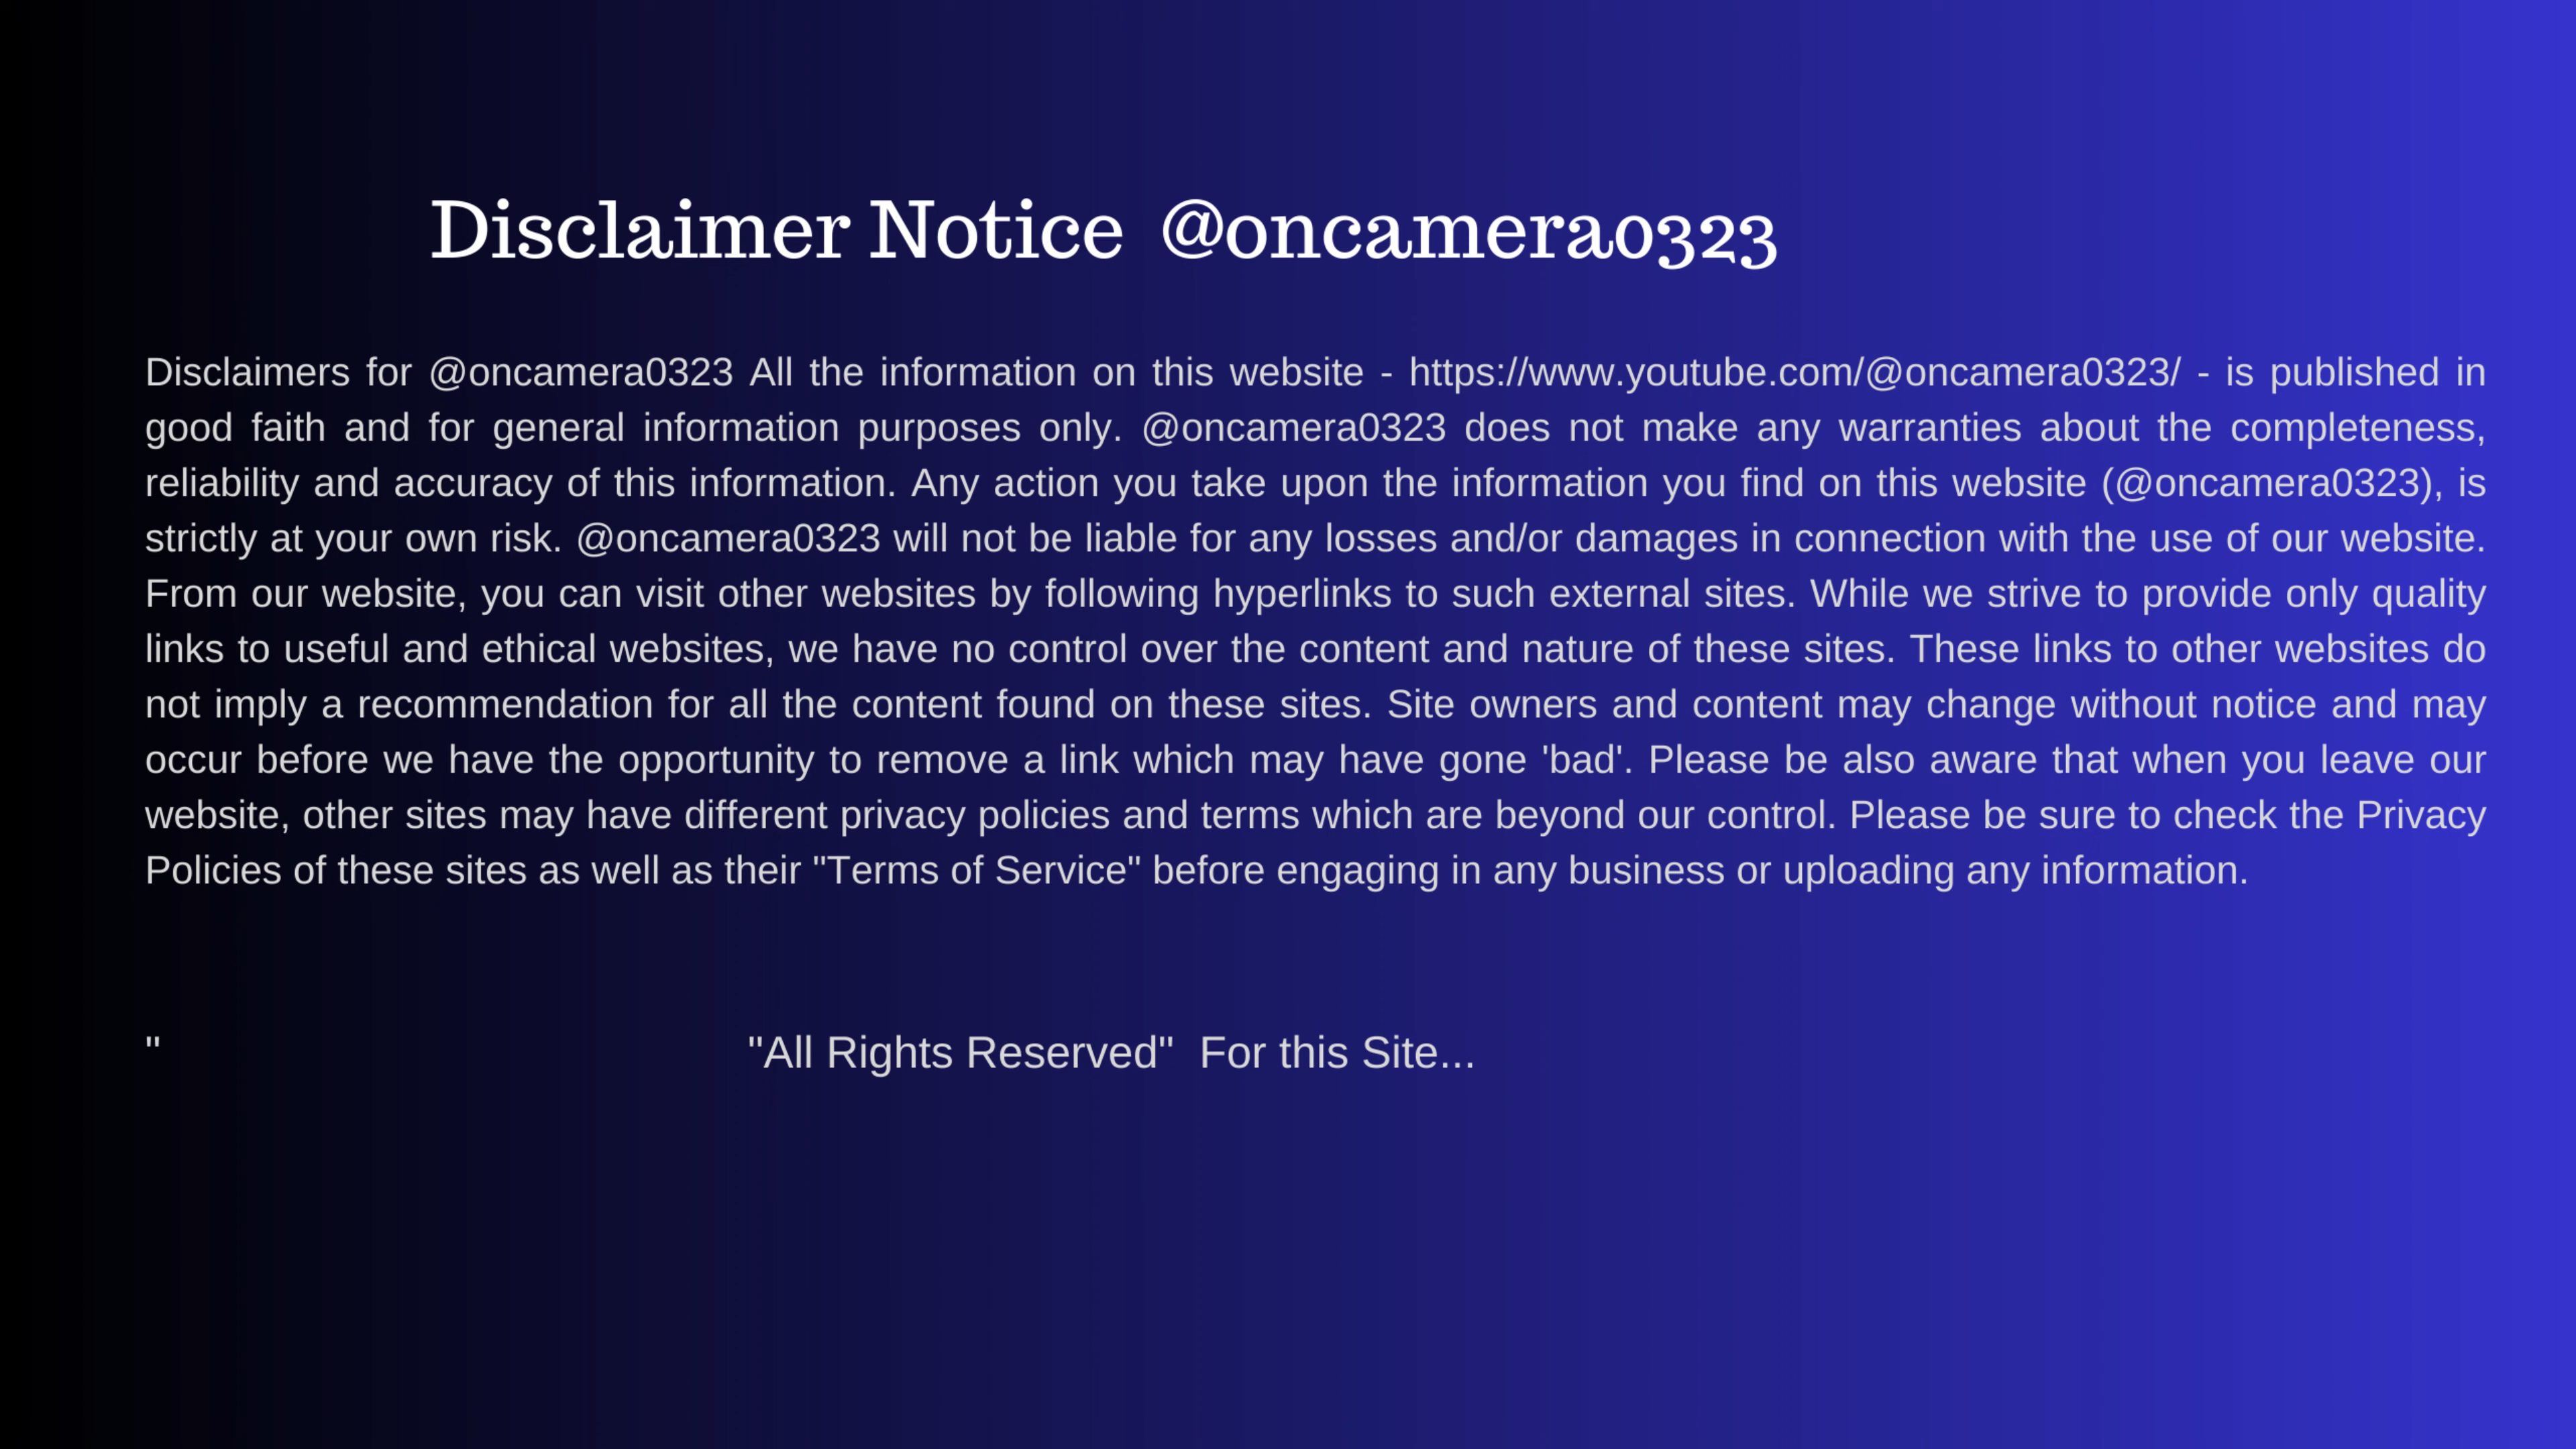 Disclaimer Notice @oncamera0323
Disclaimers for @oncamera0323 All the information on this website - https://www.youtube.com/@oncamera0323/ - is published in
good faith and for general information purposes only. @oncamera0323 does not make any warranties about the completeness,
reliability and accuracy of this information. Any action you take upon the information you find on this website (@oncamera0323), is
strictly at your own risk. @oncamera0323 will not be liable for any losses and/or damages in connection with the use of our website.
From our website, you can visit other websites by following hyperlinks to such external sites. While we strive to provide only quality
links to useful and ethical websites, we have no control over the content and nature of these sites. These links to other websites do
not imply a recommendation for all the content found on these sites. Site owners and content may change without notice and may
occur before we have the opportunity to remove a link which may have gone 'bad'. Please be also aware that when you leave our
website, other sites may have different privacy policies and terms which are beyond our control. Please be sure to check the Privacy
Policies of these sites as well as their "Terms of Service" before engaging in any business or uploading any information.
" "All Rights Reserved" For this Site...